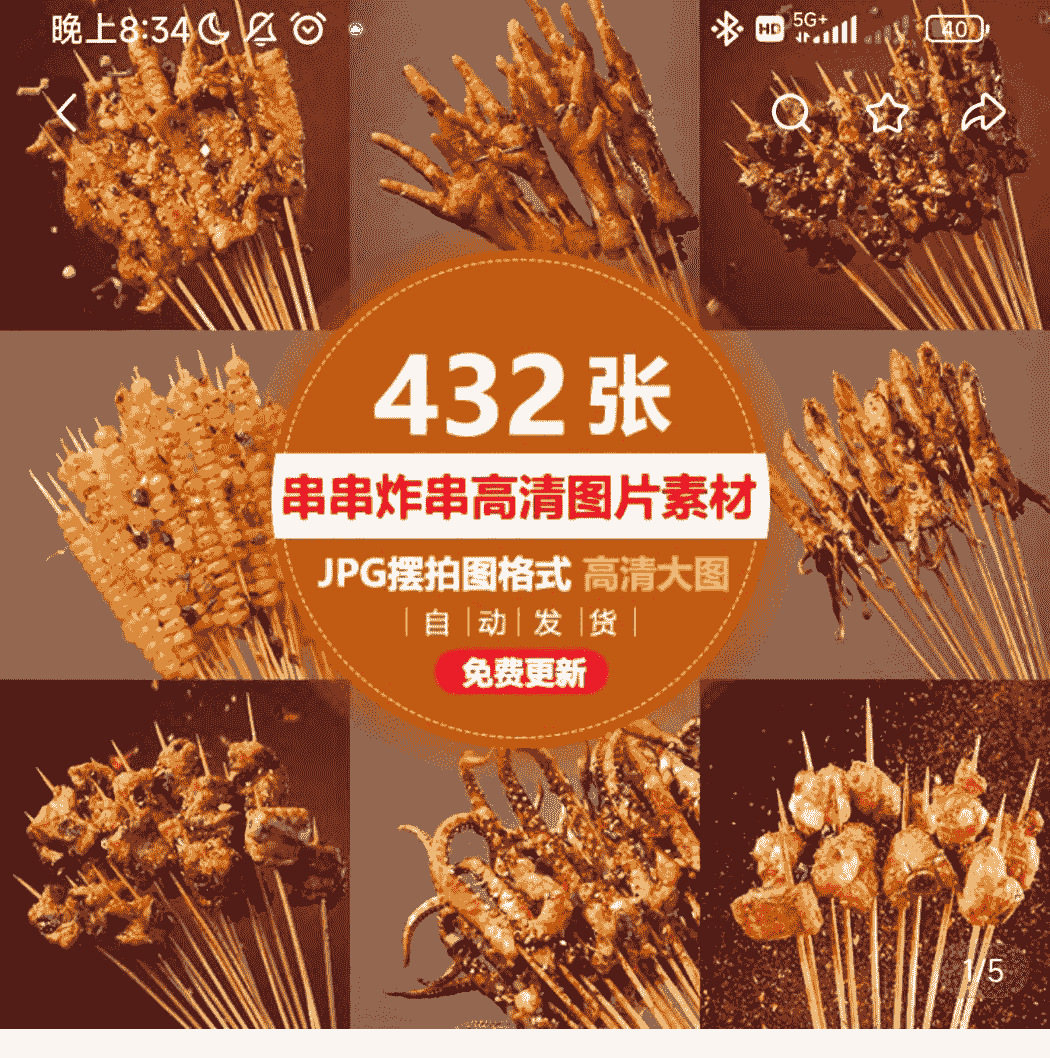 晚上8:34
HD 5G+ 40
432张
串串炸串高清图片素材
JPG摆拍图格式 高清大图
自动发货
免费更新
1/5